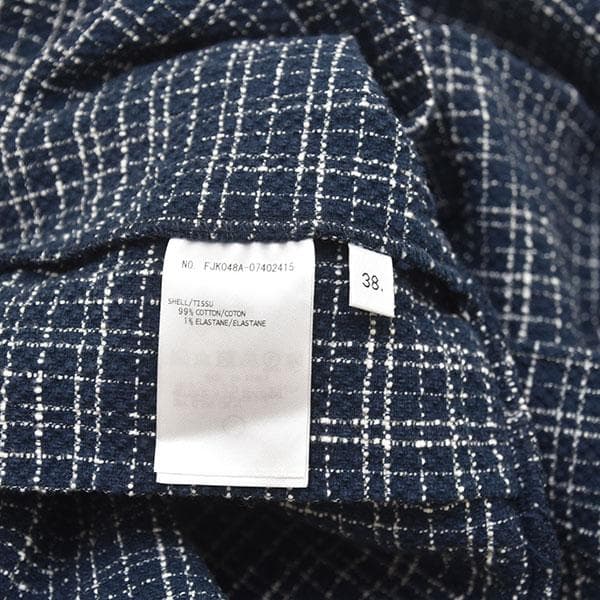 NO. FJK048A-07402415
38.
SHELL/TISSU
99% COTTON/COTON
1% ELASTANE/ELASTANE